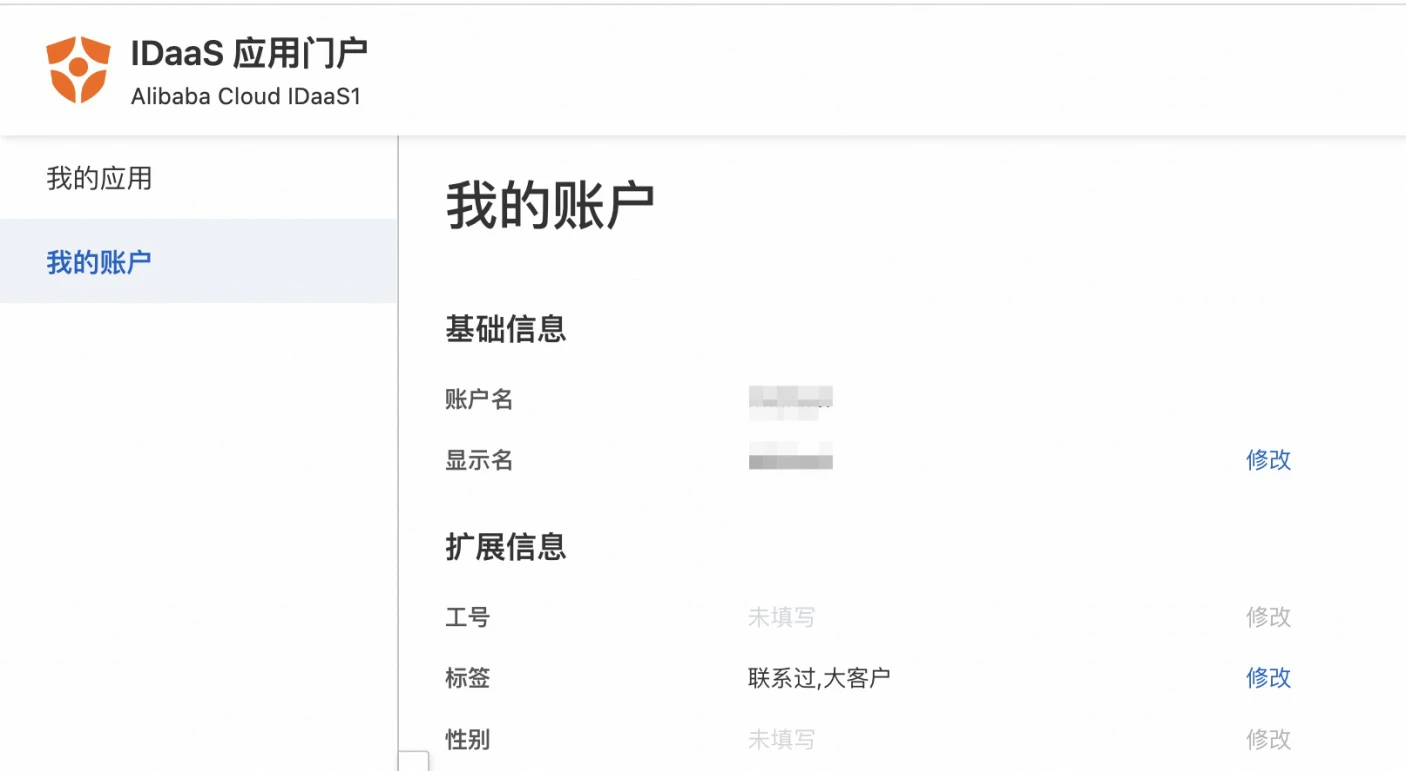 IDaaS 应用门户
Alibaba Cloud IDaaS1
我的应用
我的账户
我的账户
基础信息
账户名
显示名 修改
扩展信息
工号 未填写 修改
标签 联系过,大客户 修改
性别 未填写 修改